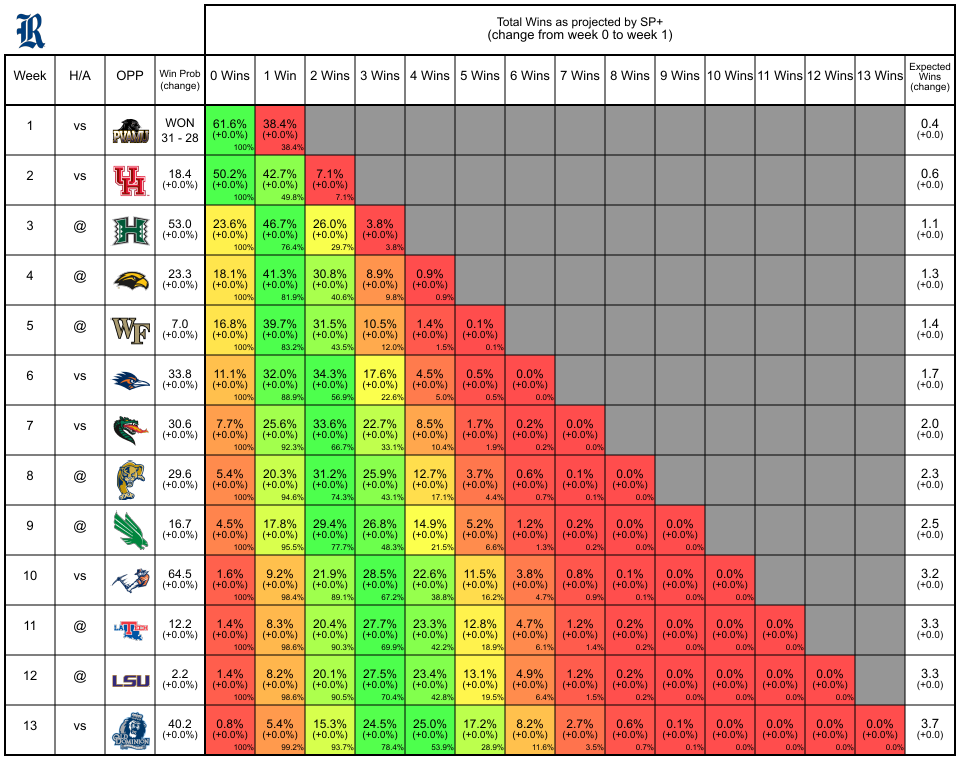 R
Total Wins as projected by SP+
(change from week 0 to week 1)
Week H/A OPP Win Prob (change) 0 Wins 1 Win 2 Wins 3 Wins 4 Wins 5 Wins 6 Wins 7 Wins 8 Wins 9 Wins 10 Wins 11 Wins 12 Wins 13 Wins Expected Wins (change)
1 vs PVAMU WON 61.6% 38.4% 0.4
31 - 28 (+0.0%) (+0.0%) (+0.0)
100% 38.4%
2 vs UH 18.4 50.2% 42.7% 7.1% 0.6
(+0.0%) (+0.0%) (+0.0%) (+0.0%) (+0.0)
100% 49.8% 7.1%
3 @ H 53.0 23.6% 46.7% 26.0% 3.8% 1.1
(+0.0%) (+0.0%) (+0.0%) (+0.0%) (+0.0%) (+0.0)
100% 76.4% 29.7% 3.8%
4 @ 23.3 18.1% 41.3% 30.8% 8.9% 0.9% 1.3
(+0.0%) (+0.0%) (+0.0%) (+0.0%) (+0.0%) (+0.0%) (+0.0)
100% 81.9% 40.6% 9.8% 0.9%
5 @ WF 7.0 16.8% 39.7% 31.5% 10.5% 1.4% 0.1% 1.4
(+0.0%) (+0.0%) (+0.0%) (+0.0%) (+0.0%) (+0.0%) (+0.0%) (+0.0)
100% 83.2% 43.5% 12.0% 1.5% 0.1%
6 vs 33.8 11.1% 32.0% 34.3% 17.6% 4.5% 0.5% 0.0% 1.7
(+0.0%) (+0.0%) (+0.0%) (+0.0%) (+0.0%) (+0.0%) (+0.0%) (+0.0%) (+0.0)
100% 88.9% 56.9% 22.6% 5.0% 0.5% 0.0%
7 vs 30.6 7.7% 25.6% 33.6% 22.7% 8.5% 1.7% 0.2% 0.0% 2.0
(+0.0%) (+0.0%) (+0.0%) (+0.0%) (+0.0%) (+0.0%) (+0.0%) (+0.0%) (+0.0%) (+0.0)
100% 92.3% 66.7% 33.1% 10.4% 1.9% 0.2% 0.0%
8 @ 29.6 5.4% 20.3% 31.2% 25.9% 12.7% 3.7% 0.6% 0.1% 0.0% 2.3
(+0.0%) (+0.0%) (+0.0%) (+0.0%) (+0.0%) (+0.0%) (+0.0%) (+0.0%) (+0.0%) (+0.0%) (+0.0)
100% 94.6% 74.3% 43.1% 17.1% 4.4% 0.7% 0.1% 0.0%
9 @ 16.7 4.5% 17.8% 29.4% 26.8% 14.9% 5.2% 1.2% 0.2% 0.0% 0.0% 2.5
(+0.0%) (+0.0%) (+0.0%) (+0.0%) (+0.0%) (+0.0%) (+0.0%) (+0.0%) (+0.0%) (+0.0%) (+0.0%) (+0.0)
100% 95.5% 77.7% 48.3% 21.5% 6.6% 1.3% 0.2% 0.0% 0.0%
10 vs 64.5 1.6% 9.2% 21.9% 28.5% 22.6% 11.5% 3.8% 0.8% 0.1% 0.0% 0.0% 3.2
(+0.0%) (+0.0%) (+0.0%) (+0.0%) (+0.0%) (+0.0%) (+0.0%) (+0.0%) (+0.0%) (+0.0%) (+0.0%) (+0.0%) (+0.0)
100% 98.4% 89.1% 67.2% 38.8% 16.2% 4.7% 0.9% 0.1% 0.0% 0.0%
11 @ LA TECH 12.2 1.4% 8.3% 20.4% 27.7% 23.3% 12.8% 4.7% 1.2% 0.2% 0.0% 0.0% 0.0% 3.3
(+0.0%) (+0.0%) (+0.0%) (+0.0%) (+0.0%) (+0.0%) (+0.0%) (+0.0%) (+0.0%) (+0.0%) (+0.0%) (+0.0%) (+0.0%) (+0.0)
100% 98.6% 90.3% 69.9% 42.2% 18.9% 6.1% 1.4% 0.2% 0.0% 0.0% 0.0%
12 @ LSU 2.2 1.4% 8.2% 20.1% 27.5% 23.4% 13.1% 4.9% 1.2% 0.2% 0.0% 0.0% 0.0% 0.0% 3.3
(+0.0%) (+0.0%) (+0.0%) (+0.0%) (+0.0%) (+0.0%) (+0.0%) (+0.0%) (+0.0%) (+0.0%) (+0.0%) (+0.0%) (+0.0%) (+0.0%) (+0.0)
100% 98.6% 90.5% 70.4% 42.8% 19.5% 6.4% 1.5% 0.2% 0.0% 0.0% 0.0% 0.0%
13 vs OLD DOMINION 40.2 0.8% 5.4% 15.3% 24.5% 25.0% 17.2% 8.2% 2.7% 0.6% 0.1% 0.0% 0.0% 0.0% 0.0% 3.7
(+0.0%) (+0.0%) (+0.0%) (+0.0%) (+0.0%) (+0.0%) (+0.0%) (+0.0%) (+0.0%) (+0.0%) (+0.0%) (+0.0%) (+0.0%) (+0.0%) (+0.0%) (+0.0)
100% 99.2% 93.7% 78.4% 53.9% 28.9% 11.6% 3.5% 0.7% 0.1% 0.0% 0.0% 0.0% 0.0%